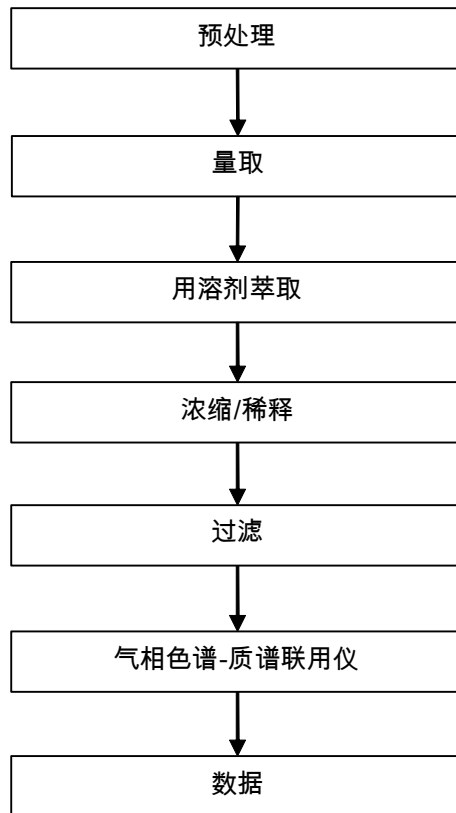 预处理
量取
用溶剂萃取
浓缩/稀释
过滤
气相色谱-质谱联用仪
数据